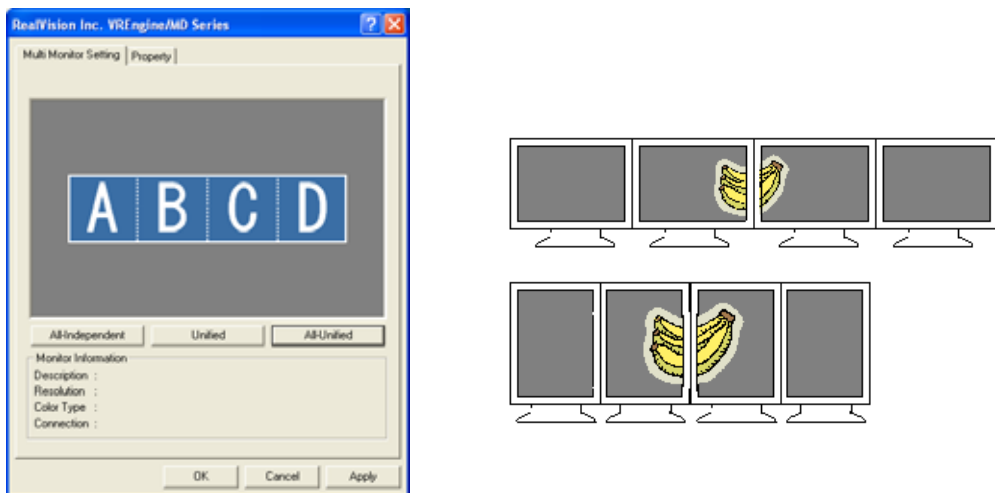 RealVision Inc. VREngine/MD Series
Multi Monitor Setting Property
A B C D
All-Independent Unified All-Unified
Monitor Information
Description :
Resolution :
Color Type :
Connection :
OK Cancel Apply